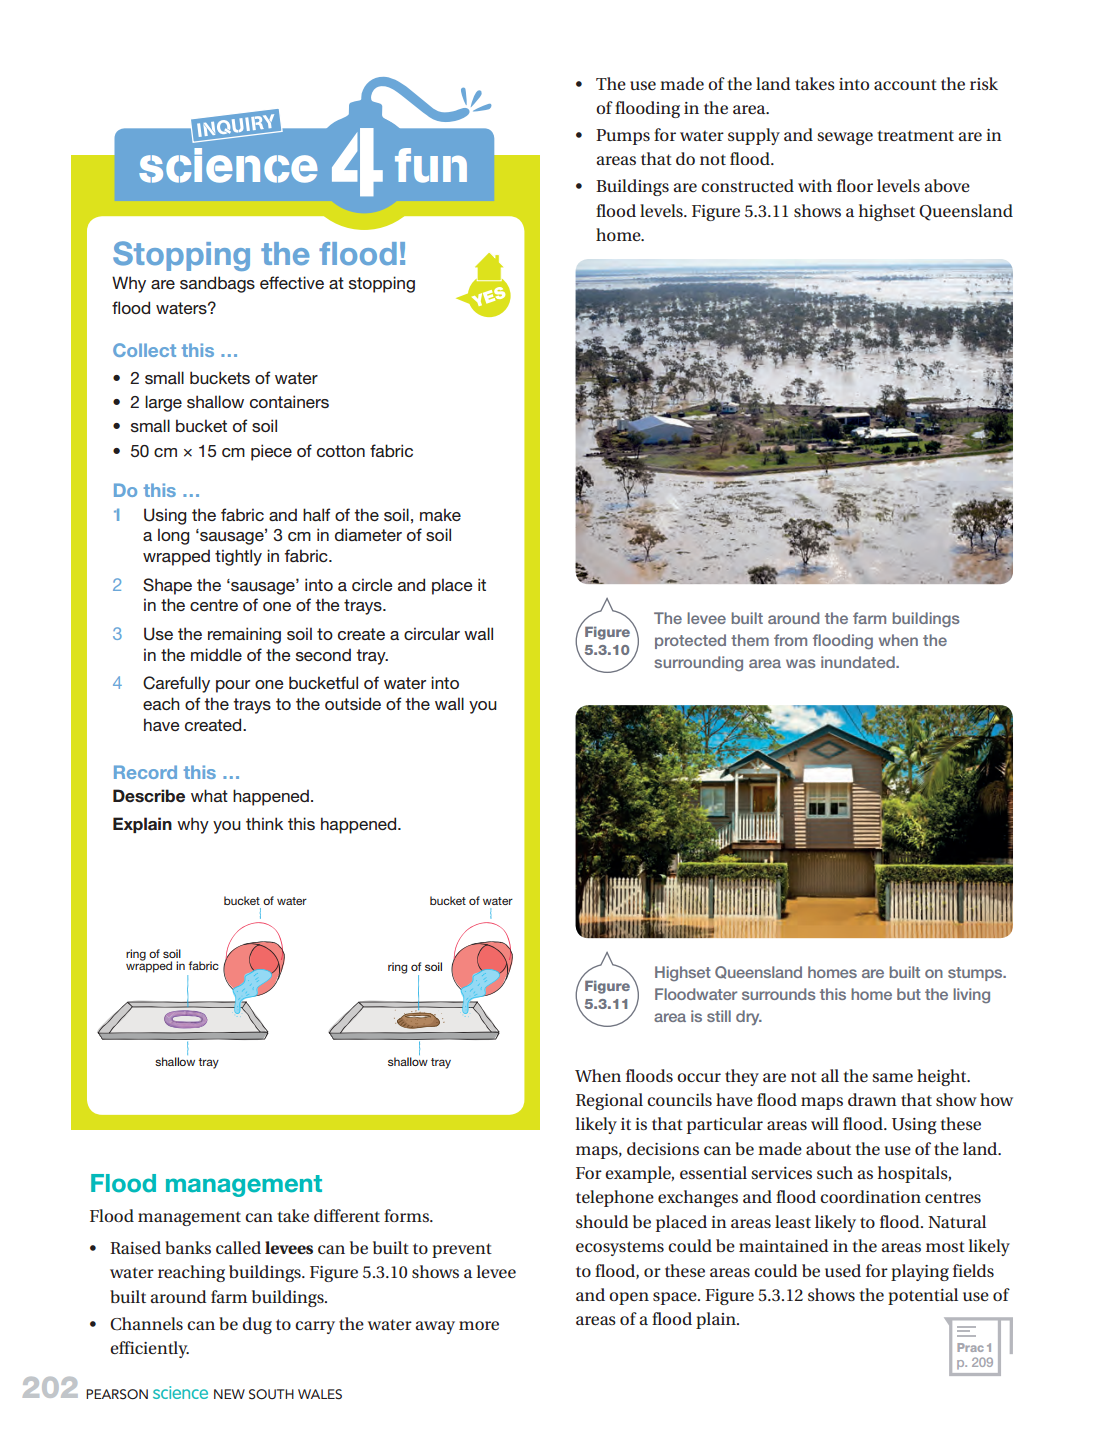 INQUIRY
science 4 fun
Stopping the flood!
Why are sandbags effective at stopping
flood waters?
YES
Collect this ...
• 2 small buckets of water
• 2 large shallow containers
• small bucket of soil
• 50 cm × 15 cm piece of cotton fabric
Do this ...
1 Using the fabric and half of the soil, make
a long ‘sausage’ 3 cm in diameter of soil
wrapped tightly in fabric.
2 Shape the ‘sausage’ into a circle and place it
in the centre of one of the trays.
3 Use the remaining soil to create a circular wall
in the middle of the second tray.
4 Carefully pour one bucketful of water into
each of the trays to the outside of the wall you
have created.
Record this ...
Describe what happened.
Explain why you think this happened.
bucket of water
ring of soil
wrapped in fabric
shallow tray
bucket of water
ring of soil
shallow tray
Flood management
Flood management can take different forms.
• Raised banks called levees can be built to prevent
water reaching buildings. Figure 5.3.10 shows a levee
built around farm buildings.
• Channels can be dug to carry the water away more
efficiently.
• The use made of the land takes into account the risk
of flooding in the area.
• Pumps for water supply and sewage treatment are in
areas that do not flood.
• Buildings are constructed with floor levels above
flood levels. Figure 5.3.11 shows a highset Queensland
home.
Figure
5.3.10
The levee built around the farm buildings
protected them from flooding when the
surrounding area was inundated.
Figure
5.3.11
Highset Queensland homes are built on stumps.
Floodwater surrounds this home but the living
area is still dry.
When floods occur they are not all the same height.
Regional councils have flood maps drawn that show how
likely it is that particular areas will flood. Using these
maps, decisions can be made about the use of the land.
For example, essential services such as hospitals,
telephone exchanges and flood coordination centres
should be placed in areas least likely to flood. Natural
ecosystems could be maintained in the areas most likely
to flood, or these areas could be used for playing fields
and open space. Figure 5.3.12 shows the potential use of
areas of a flood plain.
Prac 1
p. 209
202 PEARSON science NEW SOUTH WALES